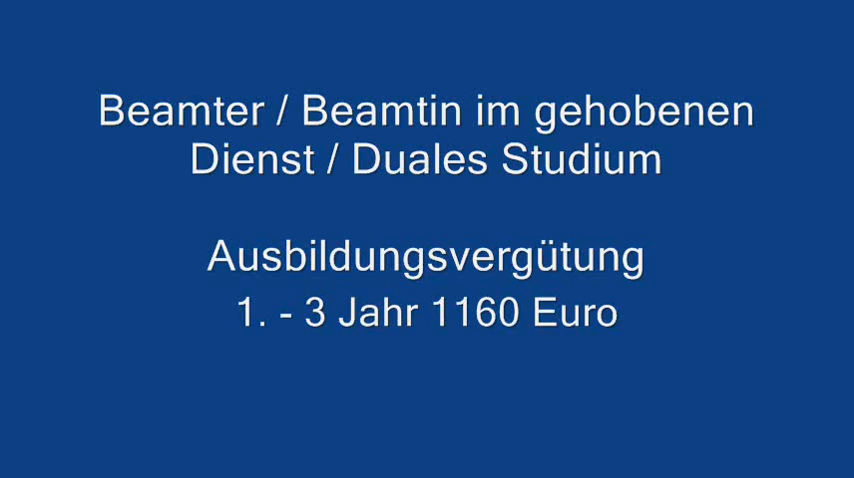 Beamter / Beamtin im gehobenen
Dienst / Duales Studium
Ausbildungsvergütung
1. - 3 Jahr 1160 Euro